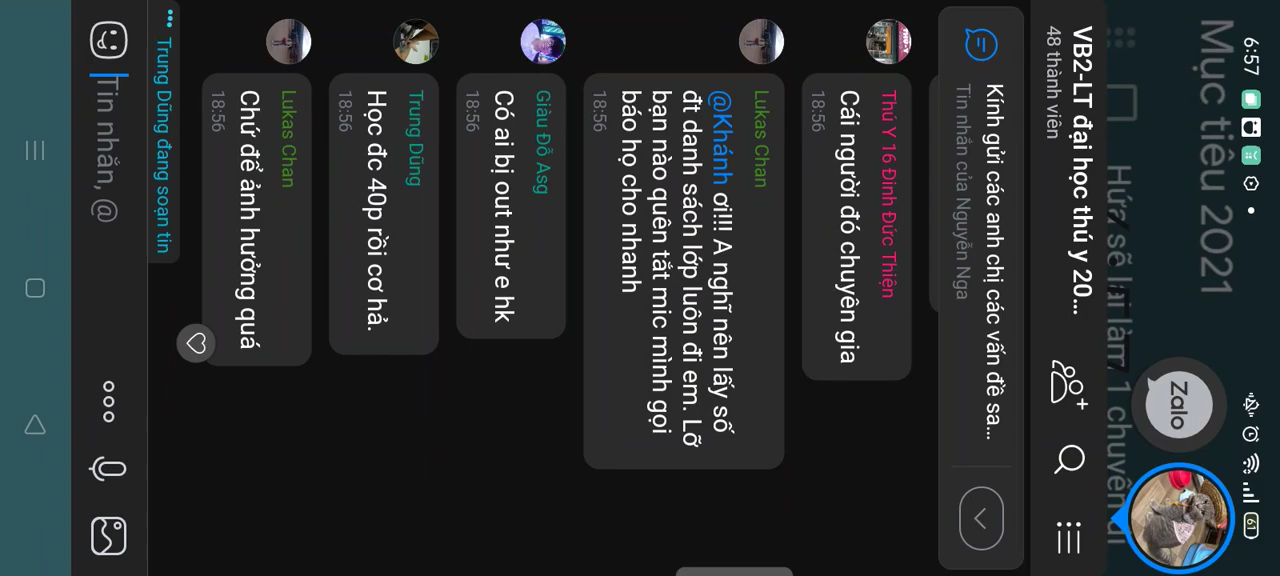 6:57
61
Mục tiêu 2021
Hứa sẽ lại làm 1 chuyến đi
Zalo
VB2-LT đại học thú y 20...
48 thành viên
Kính gửi các anh chị các vấn đề sa...
Tin nhắn của Nguyễn Nga
Thú Y 16 Đinh Đức Thiện
Cái người đó chuyên gia
18:56
Lukas Chan
@Khánh ơi!!! A nghĩ nên lấy số
đt danh sách lớp luôn đi em. Lỡ
bạn nào quên tắt mic mình gọi
báo họ cho nhanh
18:56
Giàu Đỗ Asg
Có ai bị out như e hk
18:56
Trung Dũng
Học đc 40p rồi cơ hả.
18:56
Lukas Chan
Chứ để ảnh hưởng quá
18:56
Trung Dũng đang soạn tin
Tin nhắn, @